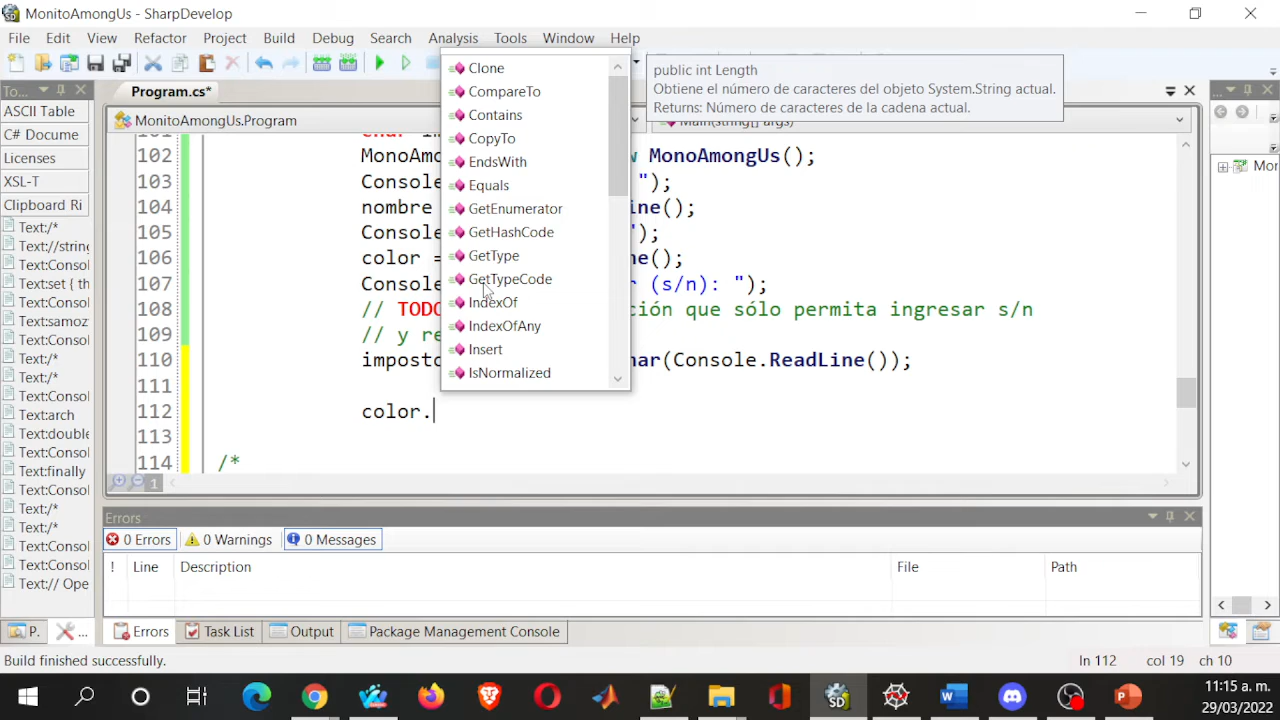 MonitoAmongUs - SharpDevelop
File Edit View Refactor Project Build Debug Search Analysis Tools Window Help
To...
ASCII Table
C# Docume
Licenses
XSL-T
Clipboard Ri
Text:/*
Text://string
Text:Consol
Text:set { th
Text:Consol
Text:samoz
Text:Consol
Text:/*
Text:/*
Text:Consol
Text:arch
Text:double
Text:Consol
Text:finally
Text:Consol
Text:/*
Text:/*
Text:Consol
Text:Consol
Text:// Ope
Program.cs*
MonitoAmongUs.Program
Main(string[] args)
101 char im
102 MonoAmo w MonoAmongUs();
103 Console ");
104 nombre ine();
105 Console ");
106 color = e();
107 Console r (s/n): ");
108 // TODO ción que sólo permita ingresar s/n
109 // y re
110 imposto har(Console.ReadLine());
111
112 color.
113
114 /*
Clone
CompareTo
Contains
CopyTo
EndsWith
Equals
GetEnumerator
GetHashCode
GetType
GetTypeCode
IndexOf
IndexOfAny
Insert
IsNormalized
public int Length
Obtiene el número de caracteres del objeto System.String actual.
Returns: Número de caracteres de la cadena actual.
1
Mor
Errors
0 Errors 0 Warnings 0 Messages
! Line Description File Path
P. ... Errors Task List Output Package Management Console
Build finished successfully. ln 112 col 19 ch 10
11:15 a. m.
29/03/2022